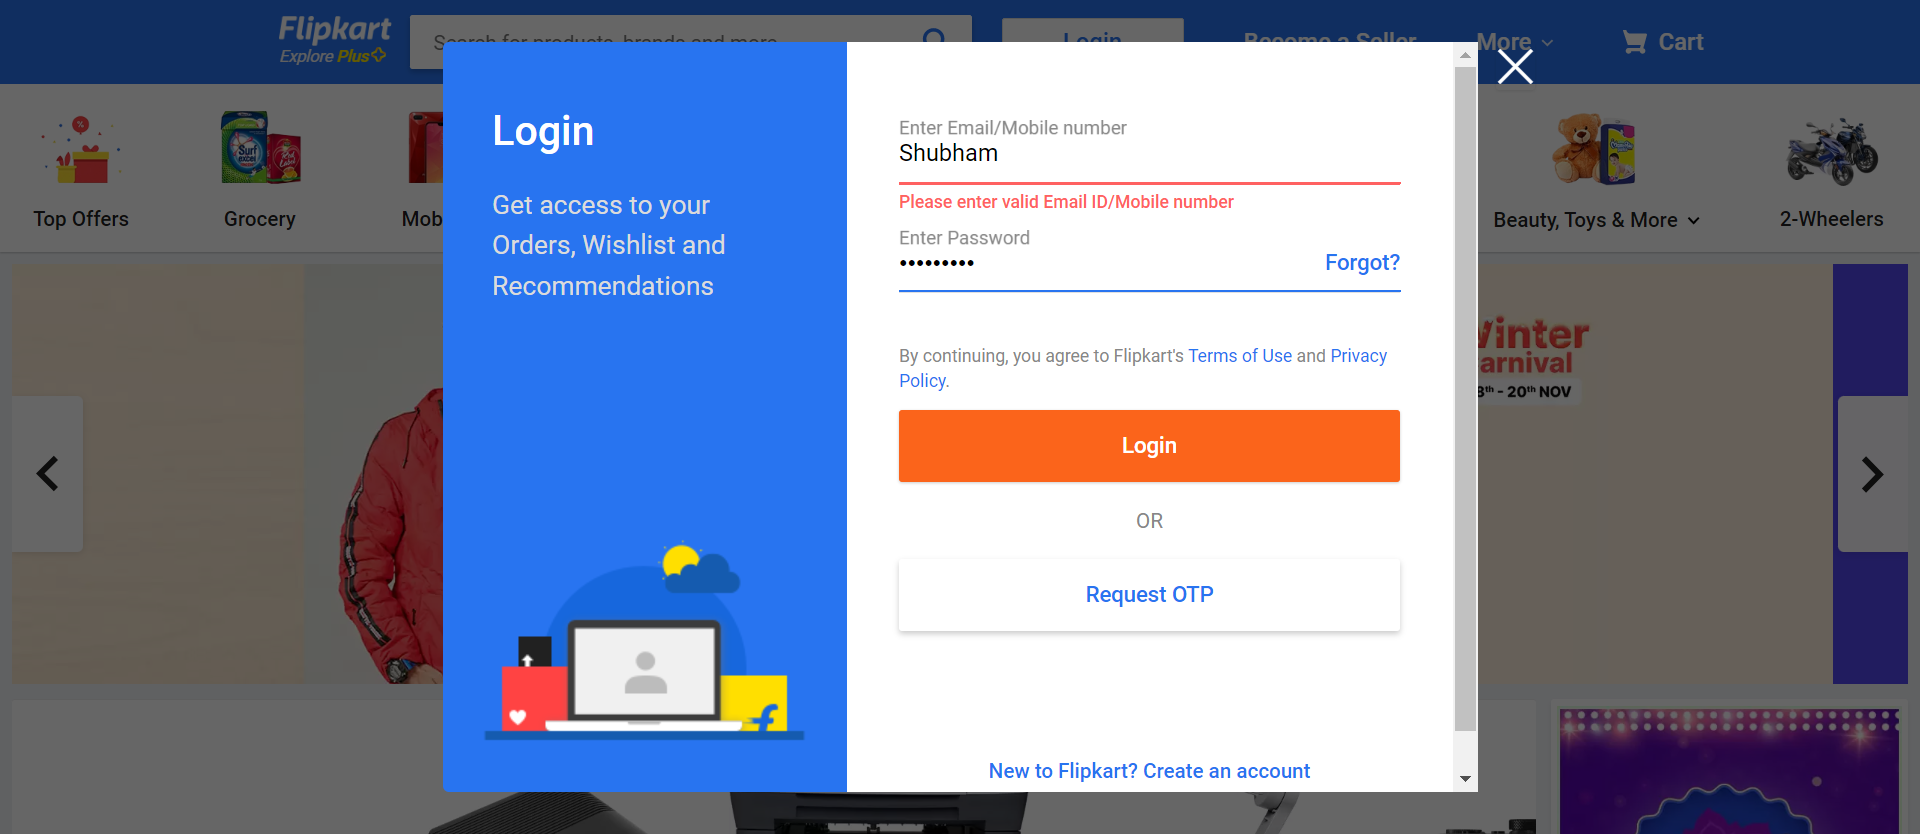 Flipkart
Explore Plus
Search for products, brands and more
Login
Become a Seller
More
Cart
Top Offers
Grocery
Mob
Beauty, Toys & More
2-Wheelers
Surf excel
Login
Get access to your
Orders, Wishlist and
Recommendations
Enter Email/Mobile number
Shubham
Please enter valid Email ID/Mobile number
Enter Password
•••••••••
Forgot?
By continuing, you agree to Flipkart's Terms of Use and Privacy
Policy.
Login
OR
Request OTP
New to Flipkart? Create an account
Winter
arnival
8th - 20th NOV